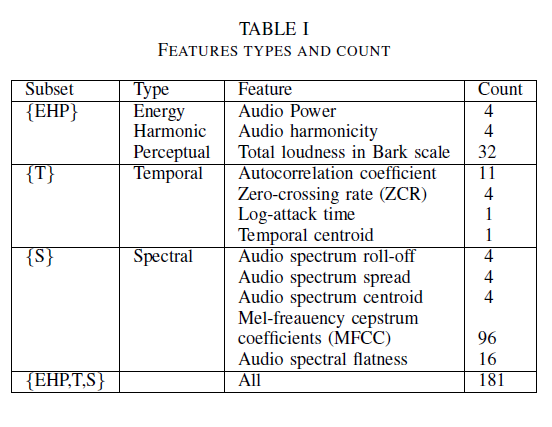 TABLE I
FEATURES TYPES AND COUNT
Subset Type Feature Count
{EHP} Energy Audio Power 4
Harmonic Audio harmonicity 4
Perceptual Total loudness in Bark scale 32
{T} Temporal Autocorrelation coefficient 11
Zero-crossing rate (ZCR) 4
Log-attack time 1
Temporal centroid 1
{S} Spectral Audio spectrum roll-off 4
Audio spectrum spread 4
Audio spectrum centroid 4
Mel-freauency cepstrum
coefficients (MFCC) 96
Audio spectral flatness 16
{EHP,T,S} All 181